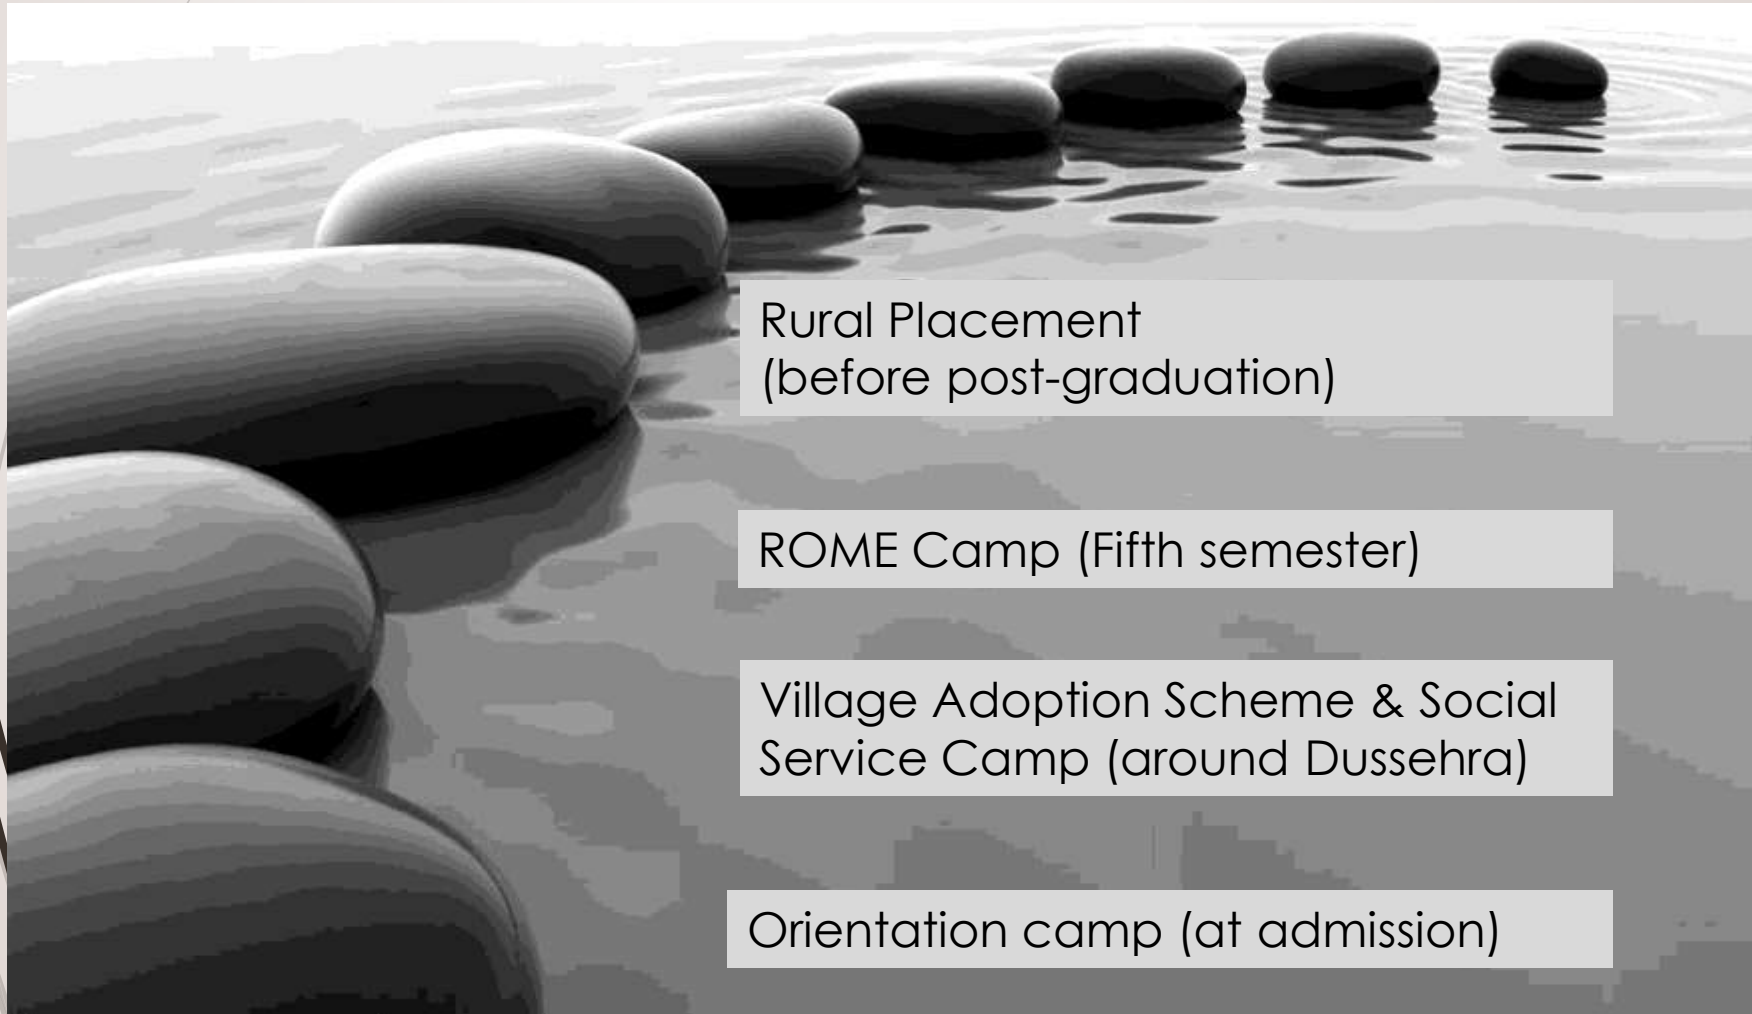 Rural Placement
(before post-graduation)
ROME Camp (Fifth semester)
Village Adoption Scheme & Social
Service Camp (around Dussehra)
Orientation camp (at admission)